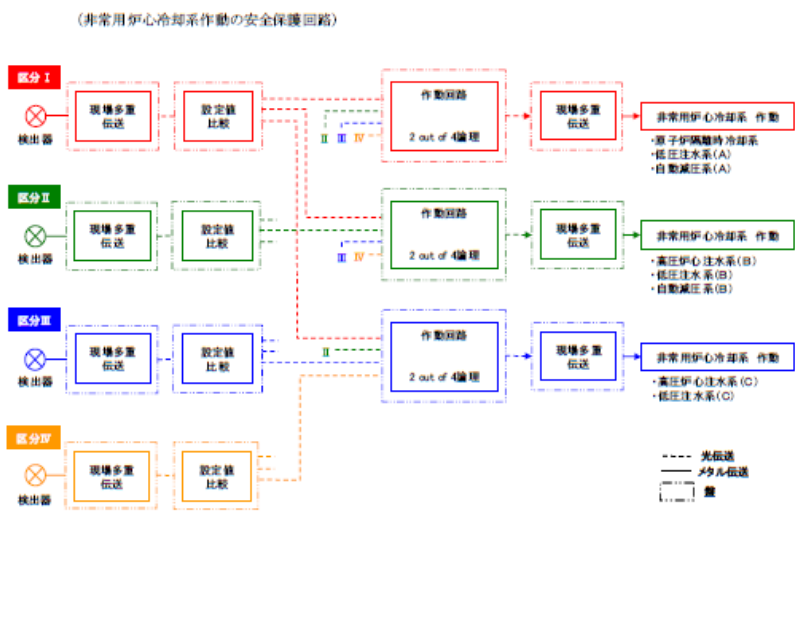 (非常用炉心冷却系作動の安全保護回路)
区分Ⅰ
検出器
現場多重
伝送
設定値
比較
Ⅱ Ⅲ Ⅳ
作動回路
2 out of 4論理
現場多重
伝送
非常用炉心冷却系 作動
・原子炉隔離時冷却系
・低圧注水系(A)
・自動減圧系(A)
区分Ⅱ
検出器
現場多重
伝送
設定値
比較
Ⅲ Ⅳ
作動回路
2 out of 4論理
現場多重
伝送
非常用炉心冷却系 作動
・高圧炉心注水系(B)
・低圧注水系(B)
・自動減圧系(B)
区分Ⅲ
検出器
現場多重
伝送
設定値
比較
Ⅱ
作動回路
2 out of 4論理
現場多重
伝送
非常用炉心冷却系 作動
・高圧炉心注水系(C)
・低圧注水系(C)
区分Ⅳ
検出器
現場多重
伝送
設定値
比較
光伝送
メタル伝送
盤